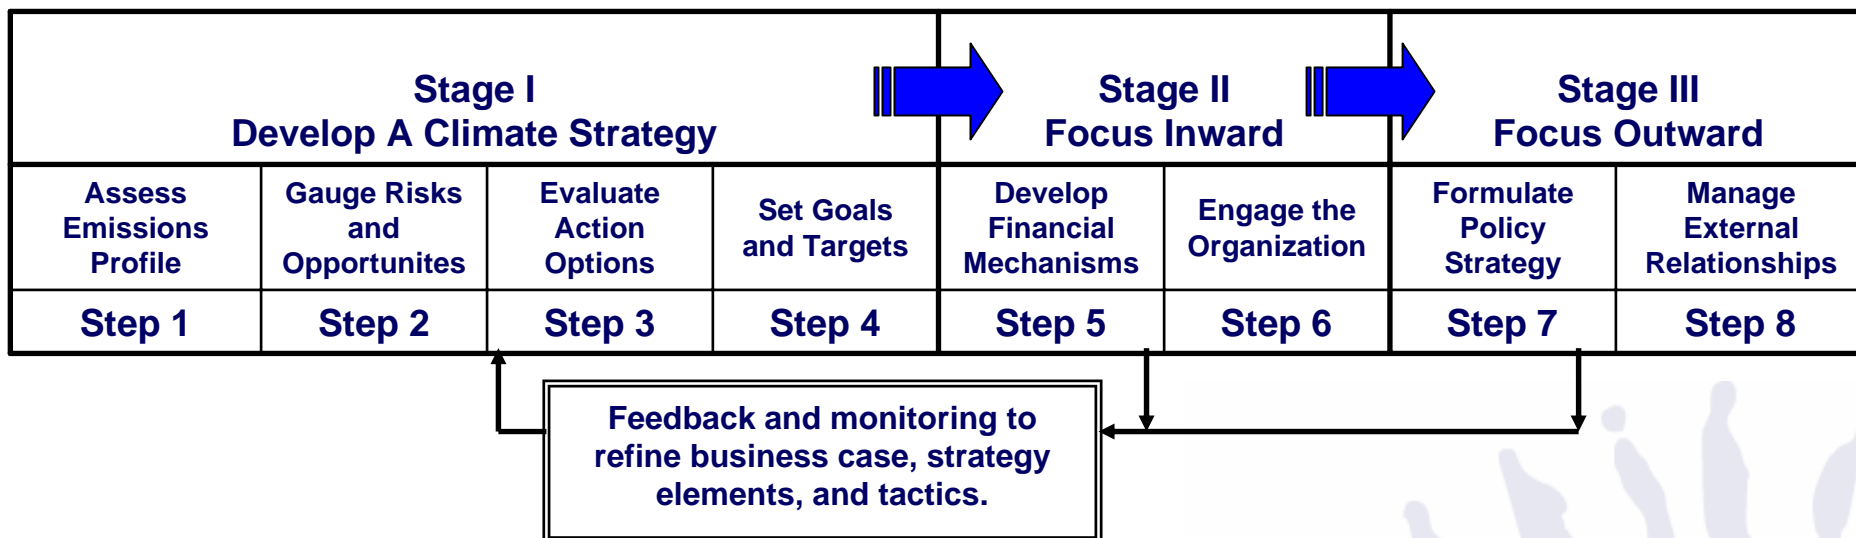 Stage I
Develop A Climate Strategy
Stage II
Focus Inward
Stage III
Focus Outward
Assess
Emissions
Profile
Gauge Risks
and
Opportunites
Evaluate
Action
Options
Set Goals
and Targets
Develop
Financial
Mechanisms
Engage the
Organization
Formulate
Policy
Strategy
Manage
External
Relationships
Step 1
Step 2
Step 3
Step 4
Step 5
Step 6
Step 7
Step 8
Feedback and monitoring to
refine business case, strategy
elements, and tactics.